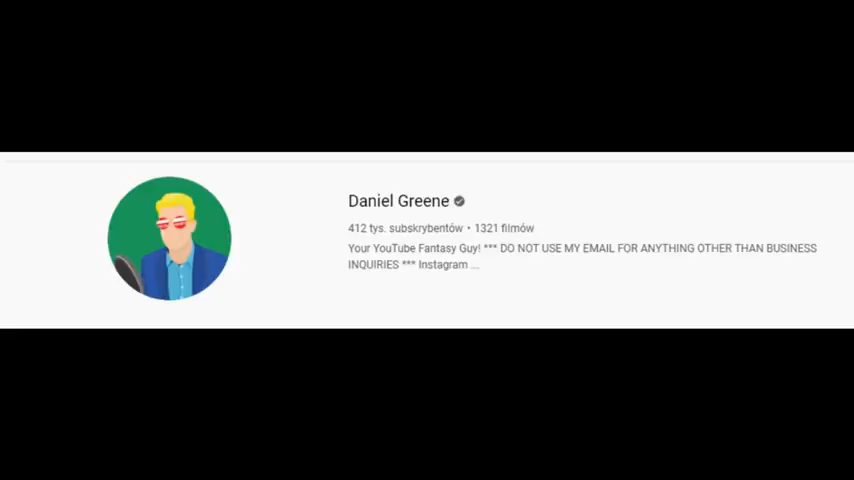 Daniel Greene
412 tys. subskrybentów • 1321 filmów
Your YouTube Fantasy Guy! *** DO NOT USE MY EMAIL FOR ANYTHING OTHER THAN BUSINESS
INQUIRIES *** Instagram ...